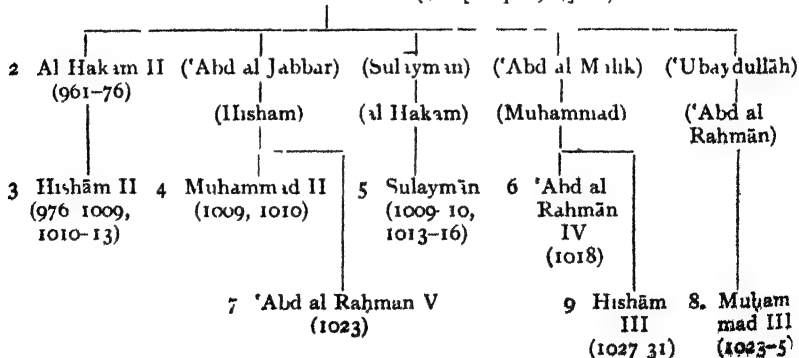 2 Al Hakam II ('Abd al Jabbar) (Sulayman) ('Abd al Malik) ('Ubaydullāh)
(961–76)
(Hisham) (al Hakam) (Muhammad) ('Abd al
Rahmān)
3 Hishām II 4 Muhammad II 5 Sulaymān 6 'Abd al
(976 1009, (1009, 1010) (1009-10, Rahmān
1010-13) 1013–16) IV
(1018)
7 'Abd al Raḥman V 9 Hishām 8. Muḥam
(1023) III mad III
(1027 31) (1023–5)